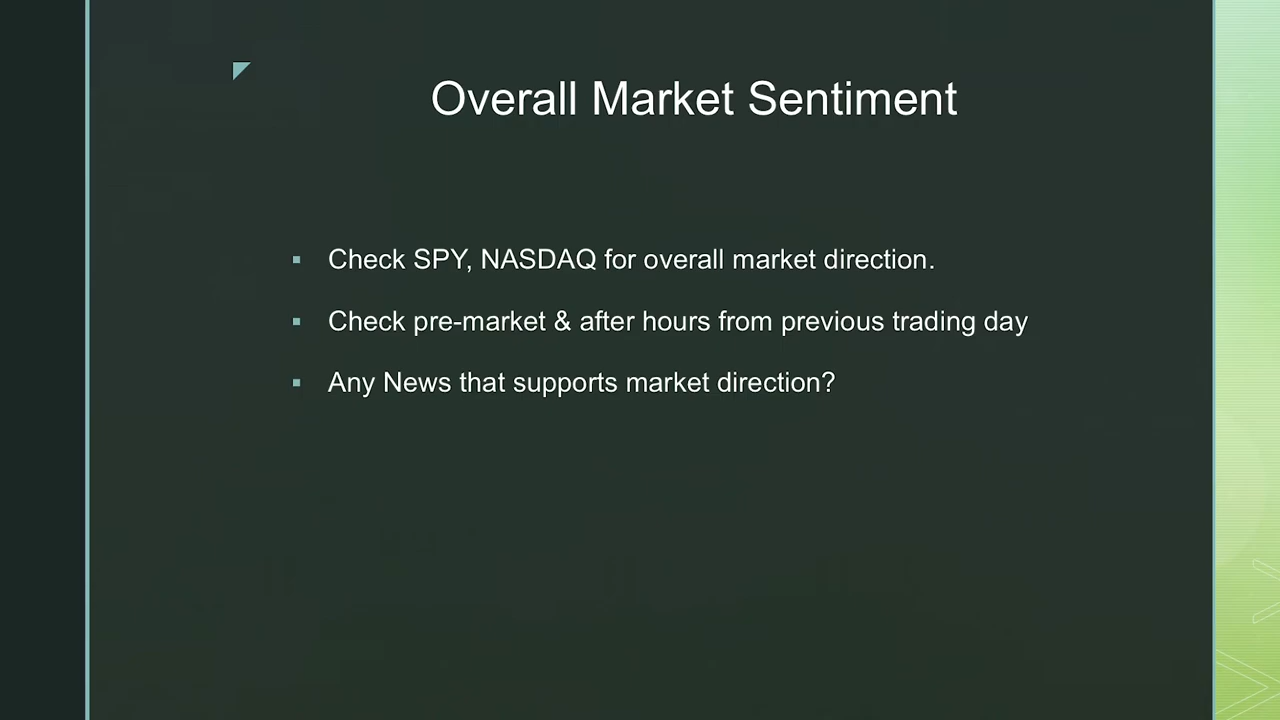 Overall Market Sentiment
▪ Check SPY, NASDAQ for overall market direction.
▪ Check pre-market & after hours from previous trading day
▪ Any News that supports market direction?